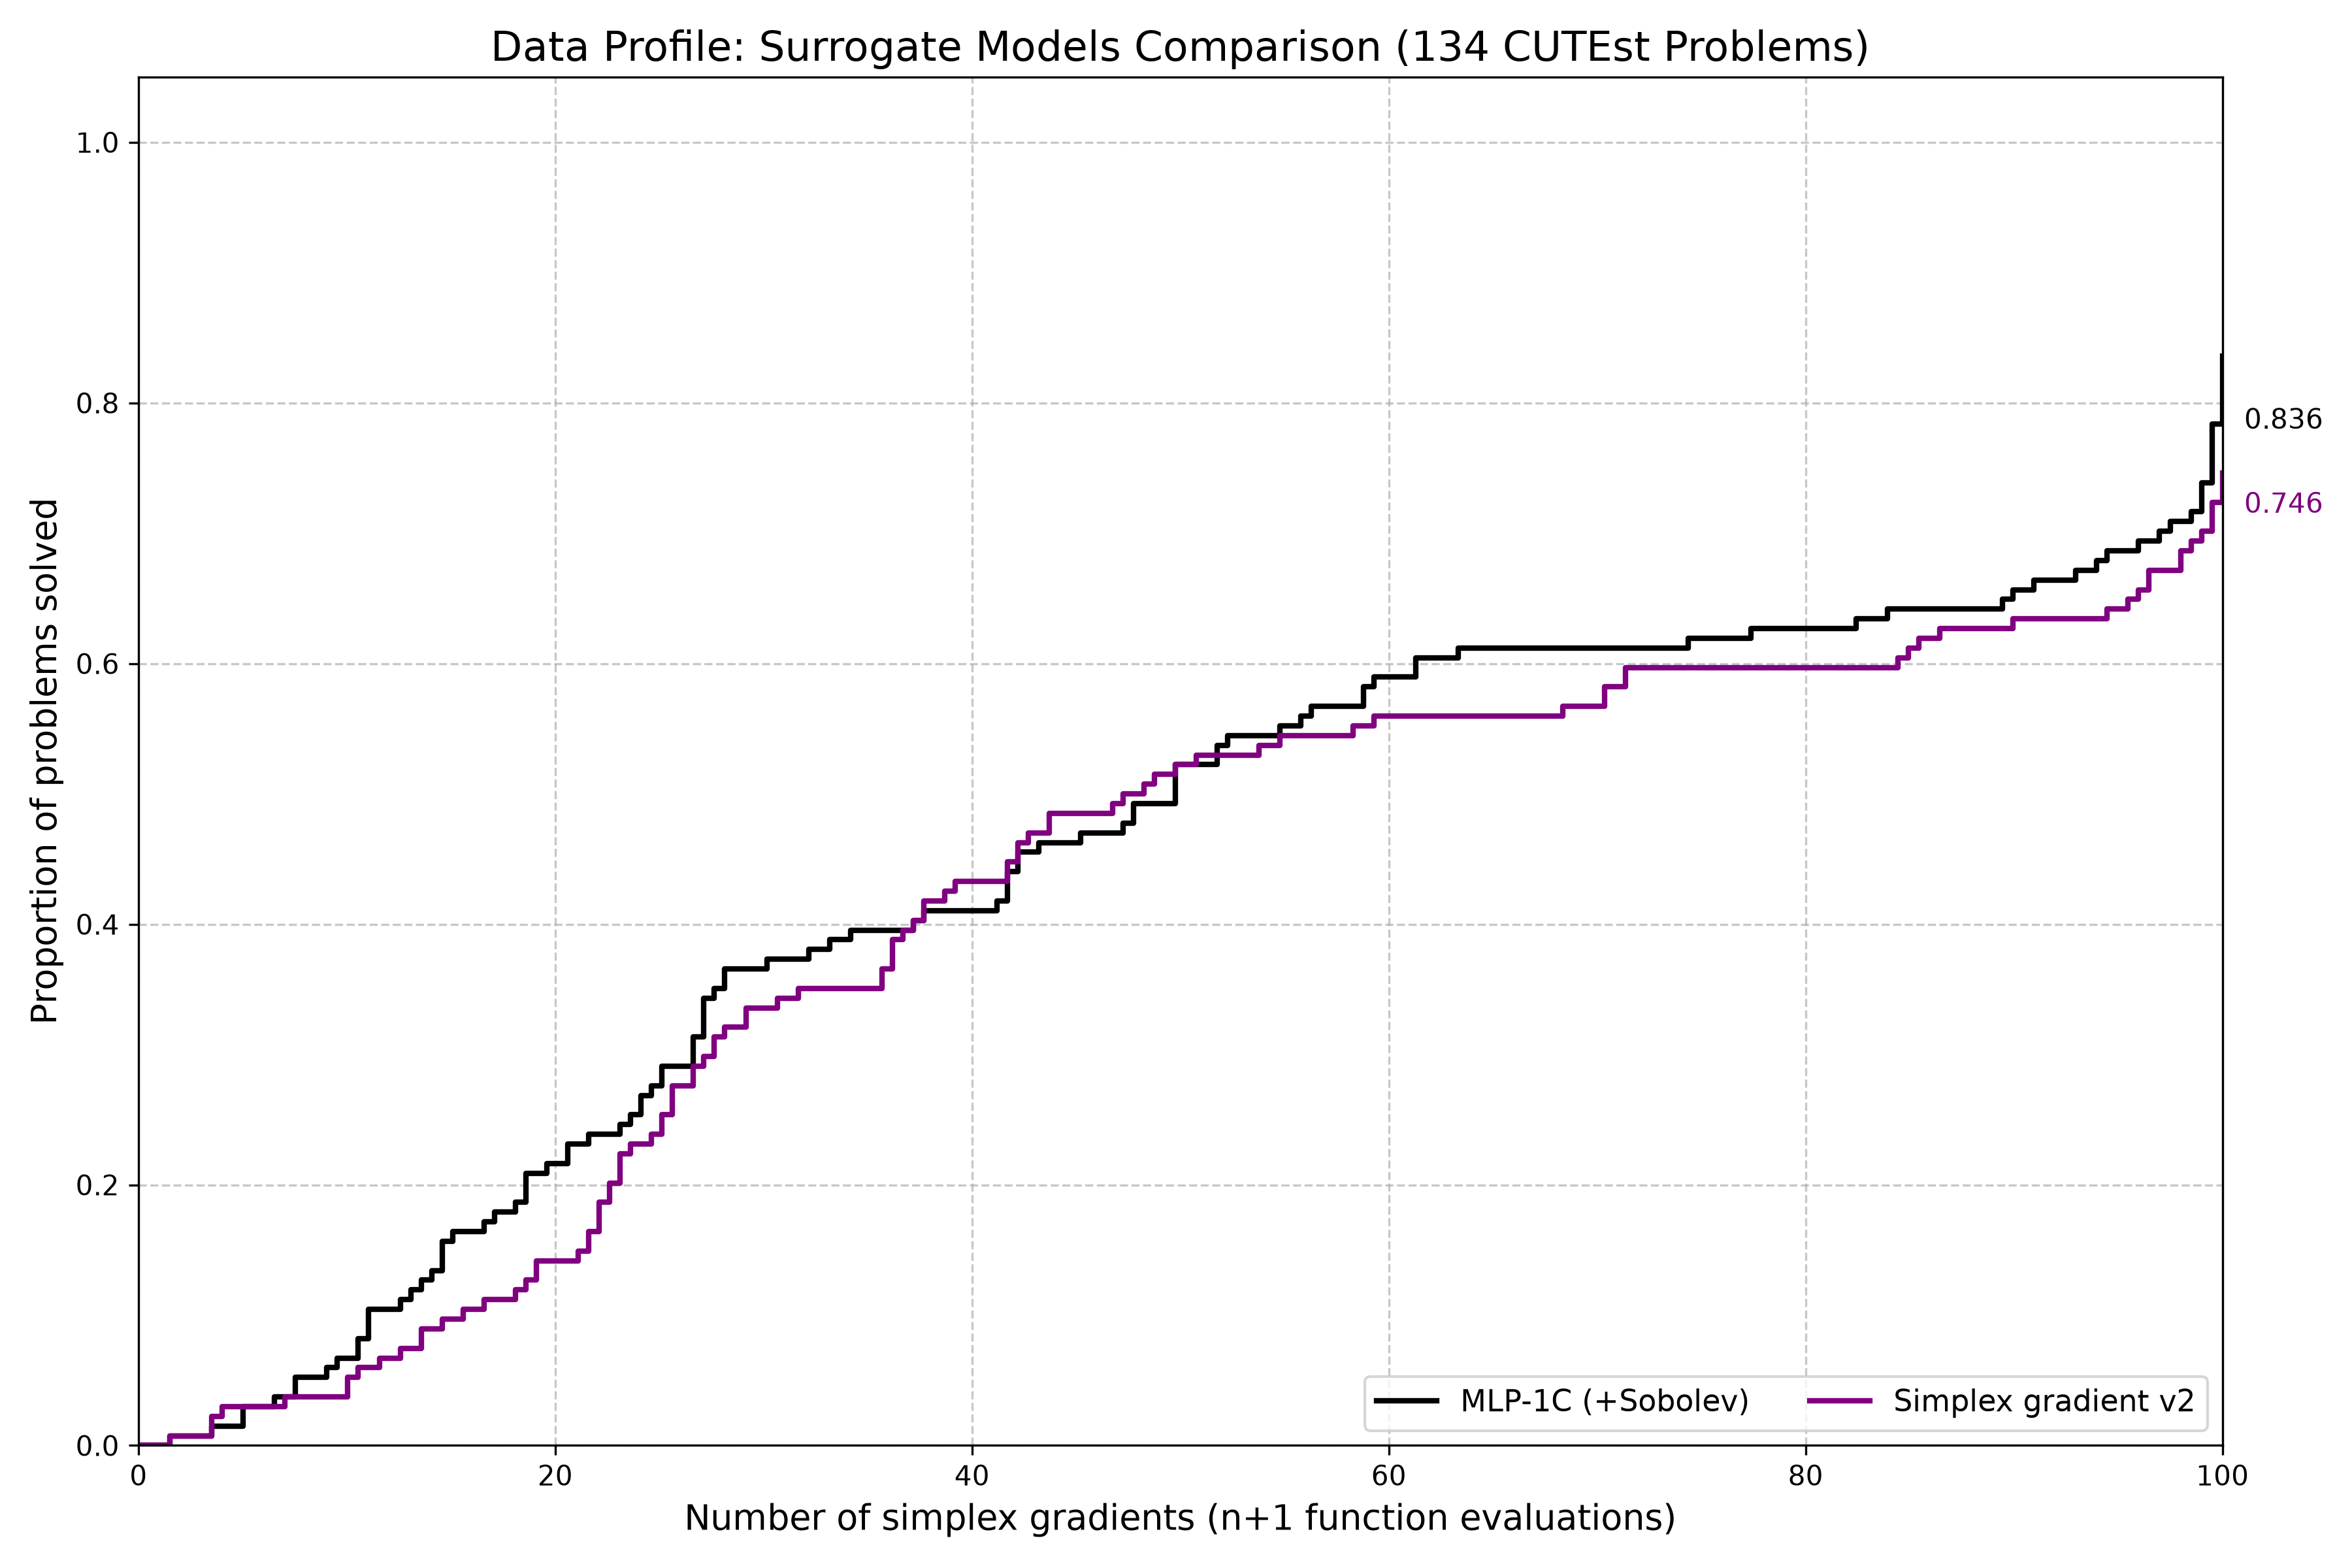 Data Profile: Surrogate Models Comparison (134 CUTEst Problems)
Proportion of problems solved
1.0
0.8
0.6
0.4
0.2
0.0
0.836
0.746
MLP-1C (+Sobolev)
Simplex gradient v2
0
20
40
60
80
100
Number of simplex gradients (n+1 function evaluations)